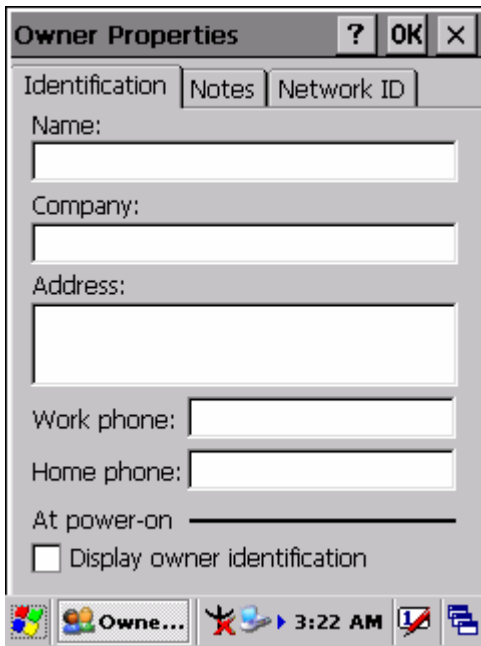 Owner Properties ? OK ×
Identification Notes Network ID
Name:
Company:
Address:
Work phone:
Home phone:
At power-on
Display owner identification
Owne... 3:22 AM 1